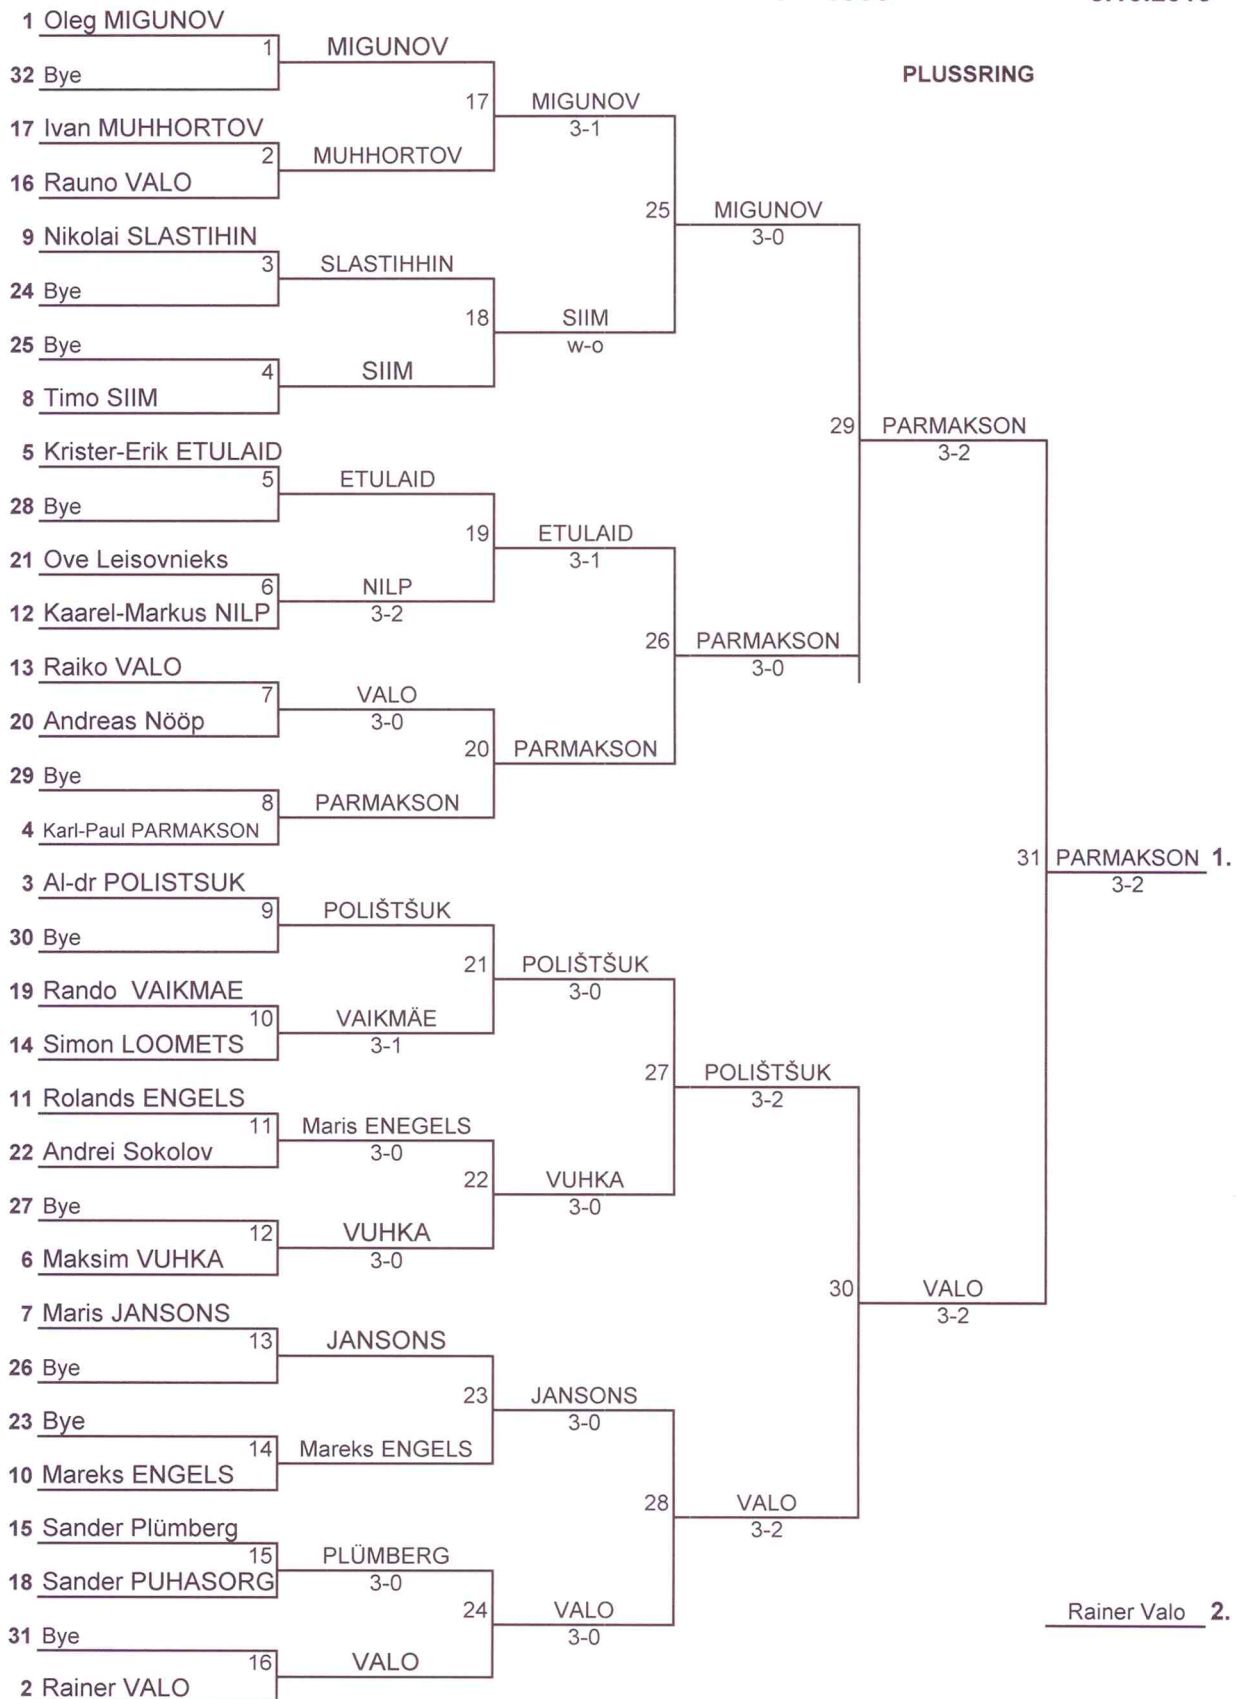 1 Oleg MIGUNOV
1 MIGUNOV
32 Bye
PLUSSRING
17 MIGUNOV
3-1
17 Ivan MUHHORTOV
2 MUHHORTOV
16 Rauno VALO
25 MIGUNOV
3-0
9 Nikolai SLASTIHIN
3 SLASTIHHIN
24 Bye
18 SIIM
w-o
25 Bye
4 SIIM
8 Timo SIIM
29 PARMAKSON
3-2
5 Krister-Erik ETULAID
5 ETULAID
28 Bye
19 ETULAID
3-1
21 Ove Leisovnieks
6 NILP
3-2
12 Kaarel-Markus NILP
26 PARMAKSON
3-0
13 Raiko VALO
7 VALO
3-0
20 Andreas Nööp
20 PARMAKSON
29 Bye
8 PARMAKSON
4 Karl-Paul PARMAKSON
31 PARMAKSON 1.
3-2
3 Al-dr POLISTSUK
9 POLIŠTŠUK
30 Bye
21 POLIŠTŠUK
3-0
19 Rando VAIKMAE
10 VAIKMÄE
3-1
14 Simon LOOMETS
27 POLIŠTŠUK
3-2
11 Rolands ENGELS
11 Maris ENEGELS
3-0
22 Andrei Sokolov
22 VUHKA
3-0
27 Bye
12 VUHKA
3-0
6 Maksim VUHKA
30 VALO
3-2
7 Maris JANSONS
13 JANSONS
26 Bye
23 JANSONS
3-0
23 Bye
14 Mareks ENGELS
10 Mareks ENGELS
28 VALO
3-2
15 Sander Plümberg
15 PLÜMBERG
3-0
18 Sander PUHASORG
24 VALO
3-0
Rainer Valo 2.
31 Bye
16 VALO
2 Rainer VALO